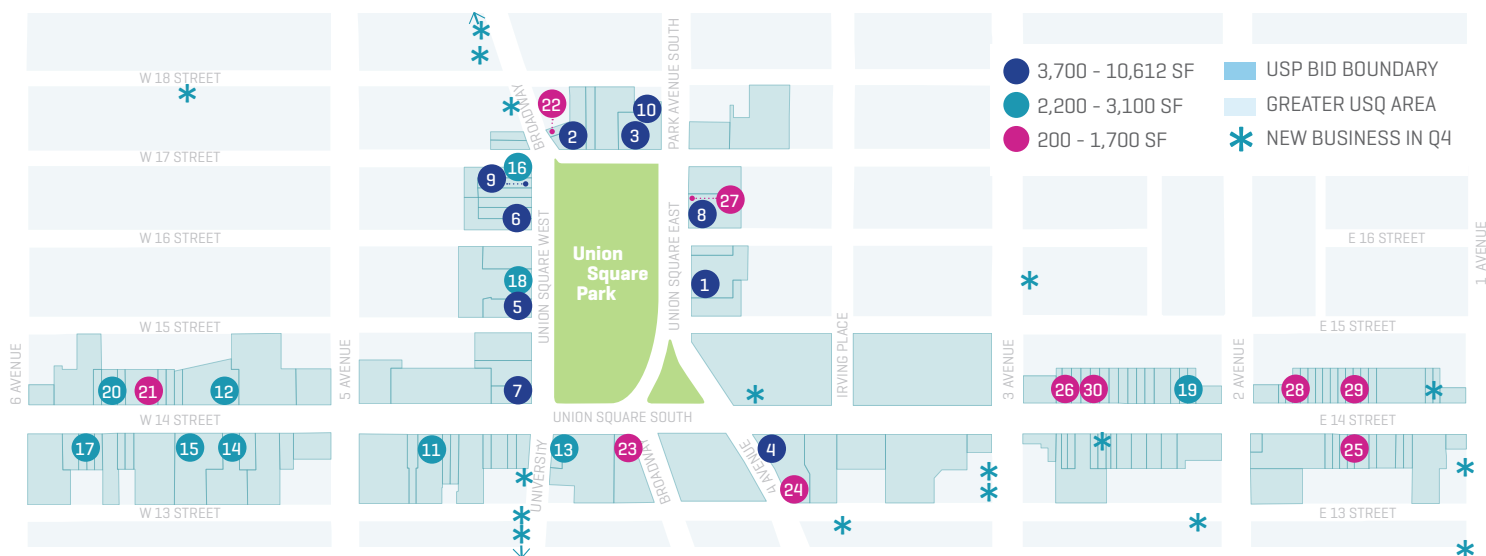 W 18 STREET
W 17 STREET
W 16 STREET
W 15 STREET
W 14 STREET
W 13 STREET
6 AVENUE
5 AVENUE
BROADWAY
PARK AVENUE SOUTH
UNION SQUARE WEST
UNION SQUARE EAST
Union
Square
Park
UNION SQUARE SOUTH
UNIVERSITY
BROADWAY
4 AVENUE
IRVING PLACE
3 AVENUE
2 AVENUE
1 AVENUE
E 16 STREET
E 15 STREET
E 14 STREET
E 13 STREET
3,700 - 10,612 SF
2,200 - 3,100 SF
200 - 1,700 SF
USP BID BOUNDARY
GREATER USQ AREA
NEW BUSINESS IN Q4
22
10
2
3
16
9
6
27
8
18
5
1
7
20
21
12
26
30
19
28
29
17
15
14
11
13
23
4
24
25